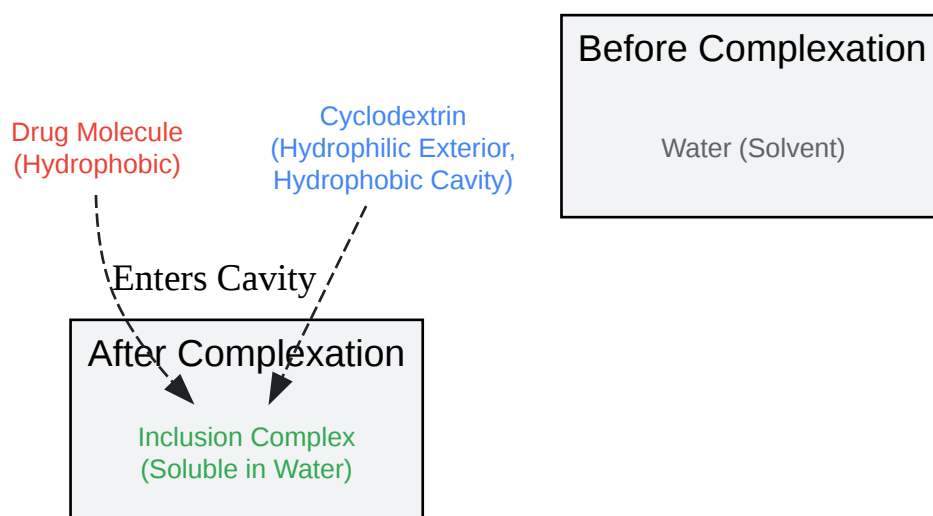 Before Complexation
Water (Solvent)
Drug Molecule
(Hydrophobic)
Cyclodextrin
(Hydrophilic Exterior,
Hydrophobic Cavity)
Enters Cavity
After Complexation
Inclusion Complex
(Soluble in Water)